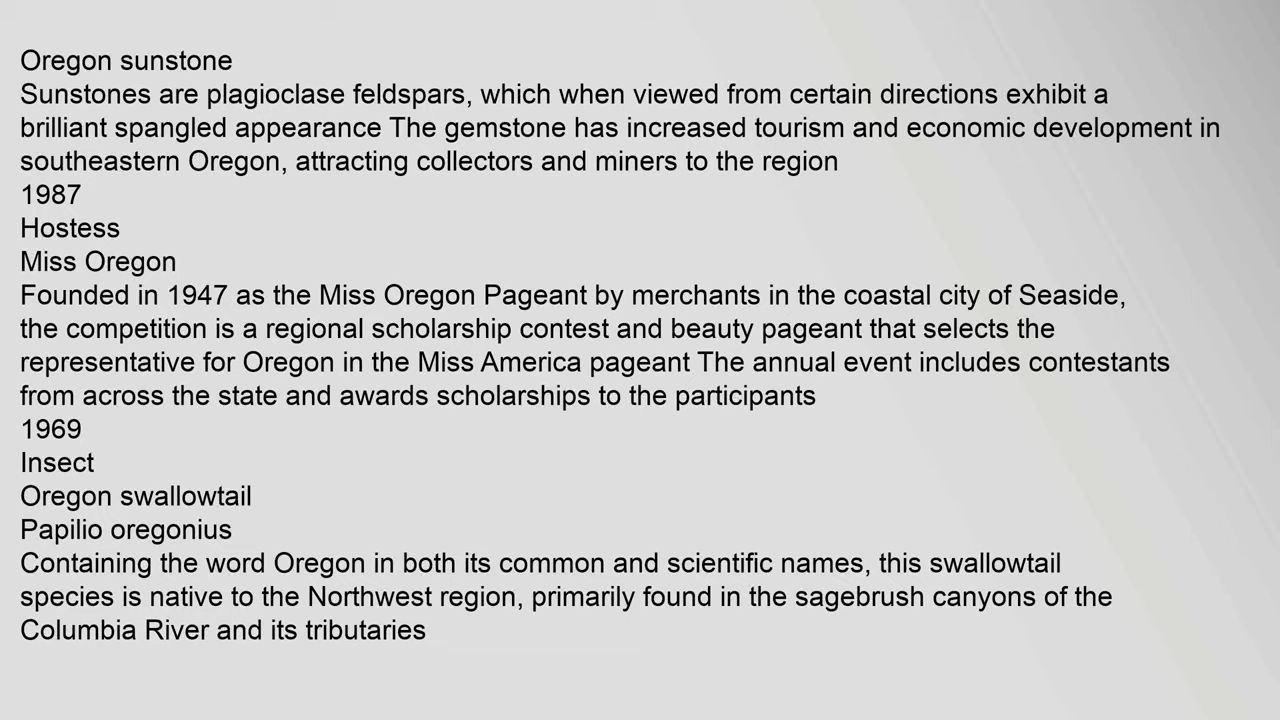 Oregon sunstone
Sunstones are plagioclase feldspars, which when viewed from certain directions exhibit a
brilliant spangled appearance The gemstone has increased tourism and economic development in
southeastern Oregon, attracting collectors and miners to the region
1987
Hostess
Miss Oregon
Founded in 1947 as the Miss Oregon Pageant by merchants in the coastal city of Seaside,
the competition is a regional scholarship contest and beauty pageant that selects the
representative for Oregon in the Miss America pageant The annual event includes contestants
from across the state and awards scholarships to the participants
1969
Insect
Oregon swallowtail
Papilio oregonius
Containing the word Oregon in both its common and scientific names, this swallowtail
species is native to the Northwest region, primarily found in the sagebrush canyons of the
Columbia River and its tributaries